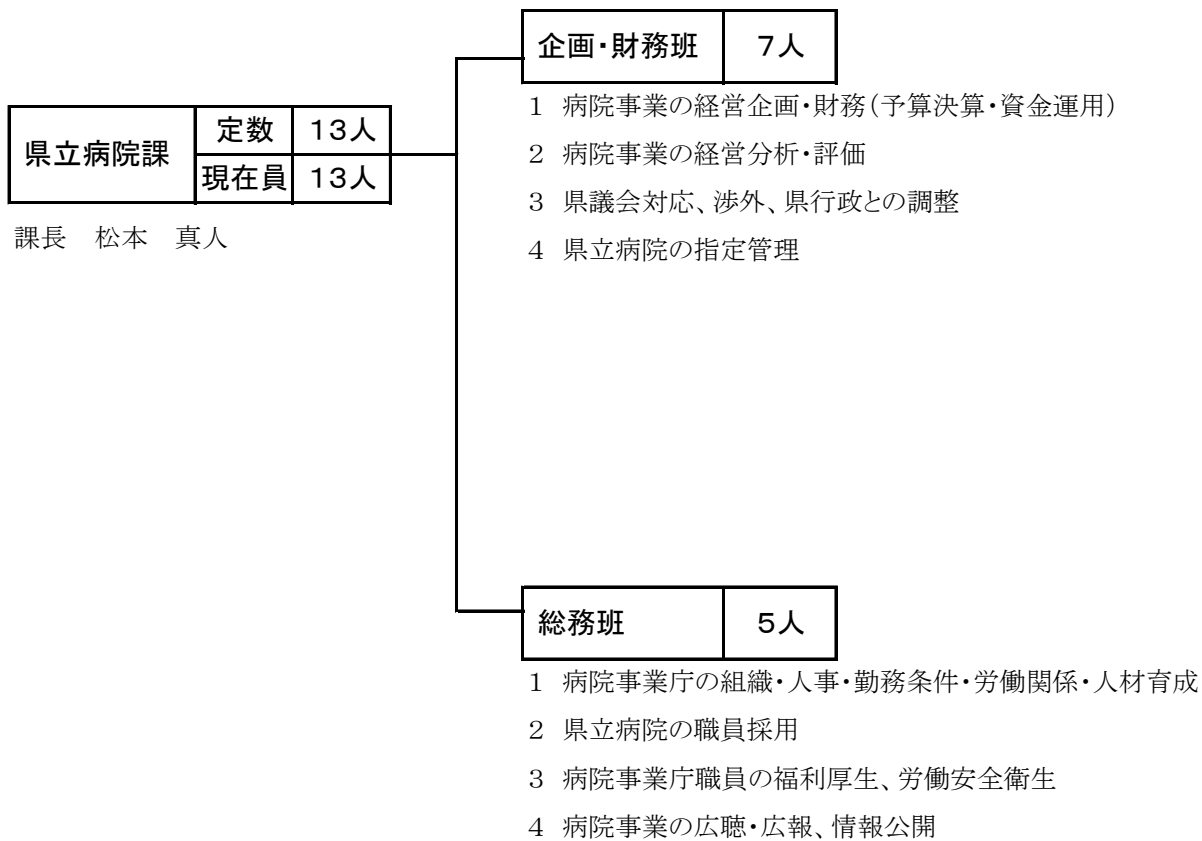 企画・財務班 7人
1 病院事業の経営企画・財務(予算決算・資金運用)
県立病院課 定数 13人
現在員 13人
2 病院事業の経営分析・評価
3 県議会対応、渉外、県行政との調整
課長 松本 真人
4 県立病院の指定管理
総務班 5人
1 病院事業庁の組織・人事・勤務条件・労働関係・人材育成
2 県立病院の職員採用
3 病院事業庁職員の福利厚生、労働安全衛生
4 病院事業の広聴・広報、情報公開